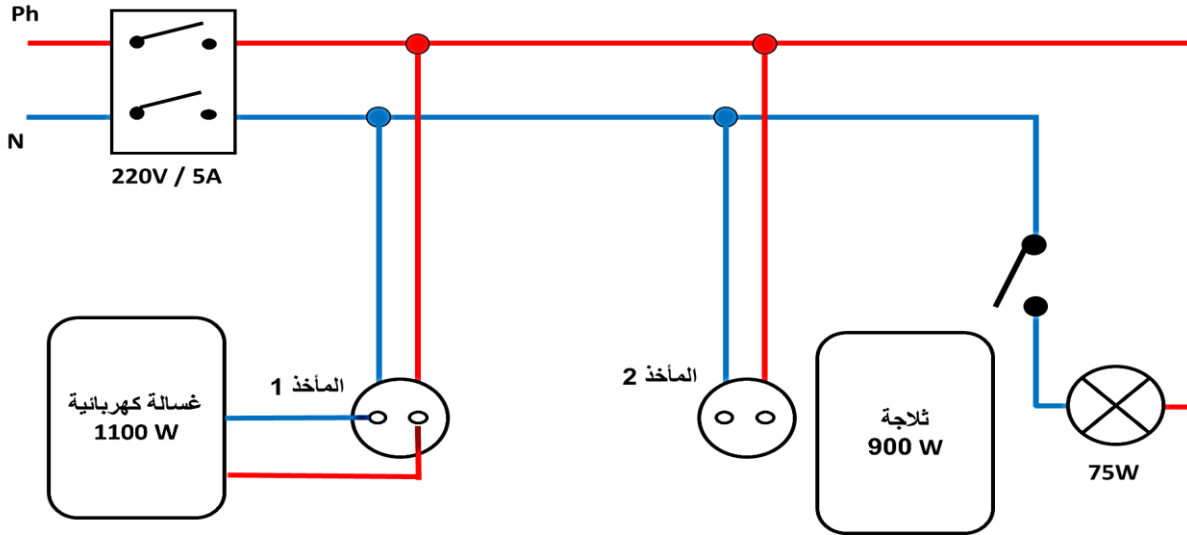 Ph
N
220V / 5A
المأخذ 1
المأخذ 2
غسالة كهربائية
1100 W
ثلاجة
900 W
75W